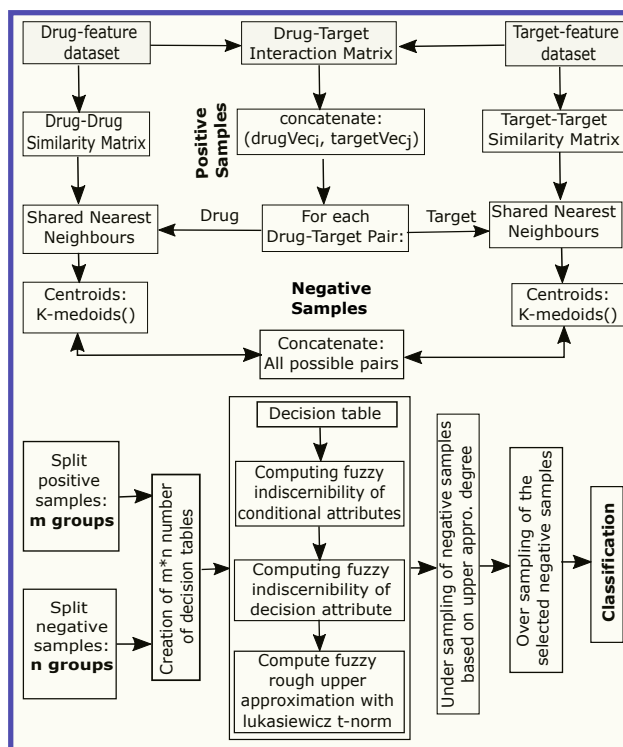 Drug-feature
dataset
Drug-Target
Interaction Matrix
Target-feature
dataset
Drug-Drug
Similarity Matrix
Positive
Samples
concatenate:
(drugVeci, targetVecj)
Target-Target
Similarity Matrix
Shared Nearest
Neighbours
Drug
For each
Drug-Target Pair:
Target
Shared Nearest
Neighbours
Centroids:
K-medoids()
Negative
Samples
Centroids:
K-medoids()
Concatenate:
All possible pairs
Split
positive
samples:
m groups
Split
negative
samples:
n groups
Creation of m*n number
of decision tables
Decision table
Computing fuzzy
indiscernibility of
conditional attributes
Computing fuzzy
indiscernibility of
decision attribute
Compute fuzzy
rough upper
approximation with
lukasiewicz t-norm
Under sampling of negative samples
based on upper appro. degree
Over sampling of the
selected negative samples
Classification